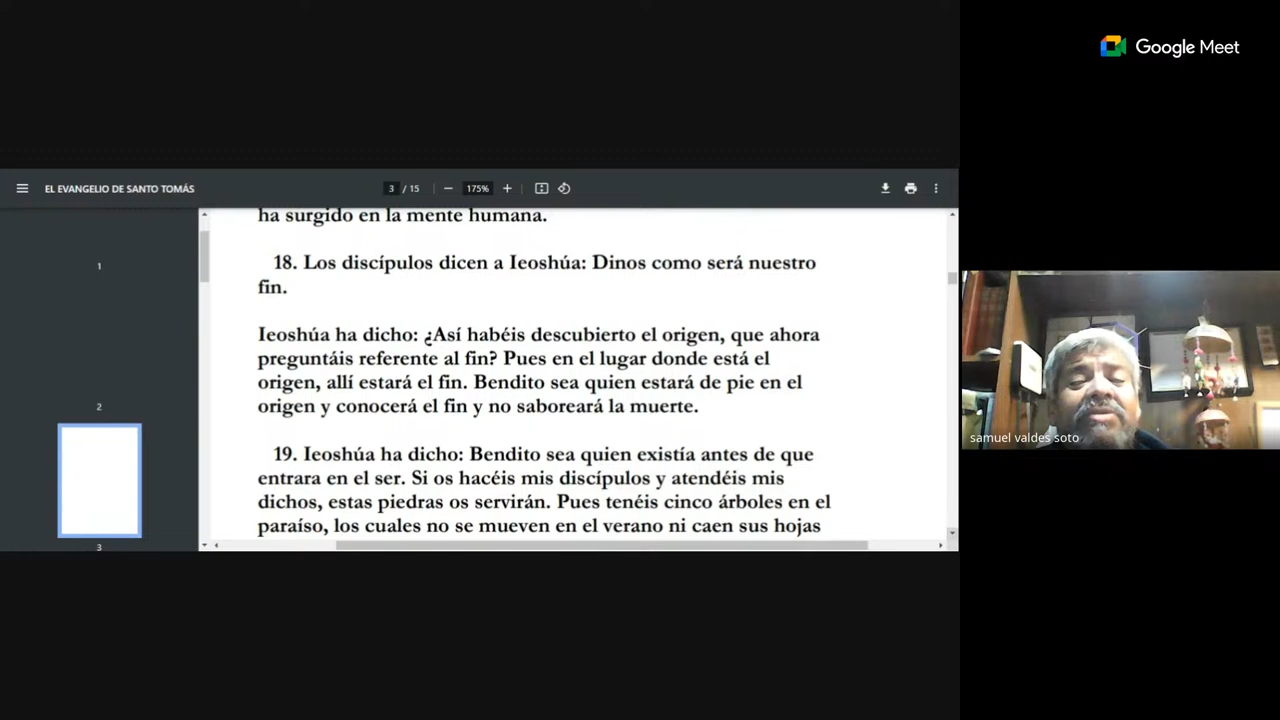 Google Meet
EL EVANGELIO DE SANTO TOMÁS
3 / 15
175%
ha surgido en la mente humana.
18. Los discípulos dicen a Ieoshúa: Dinos como será nuestro
fin.
Ieoshúa ha dicho: ¿Así habéis descubierto el origen, que ahora
preguntáis referente al fin? Pues en el lugar donde está el
origen, allí estará el fin. Bendito sea quien estará de pie en el
origen y conocerá el fin y no saboreará la muerte.
19. Ieoshúa ha dicho: Bendito sea quien existía antes de que
entrara en el ser. Si os hacéis mis discípulos y atendéis mis
dichos, estas piedras os servirán. Pues tenéis cinco árboles en el
paraíso, los cuales no se mueven en el verano ni caen sus hojas
1
2
3
samuel valdes soto